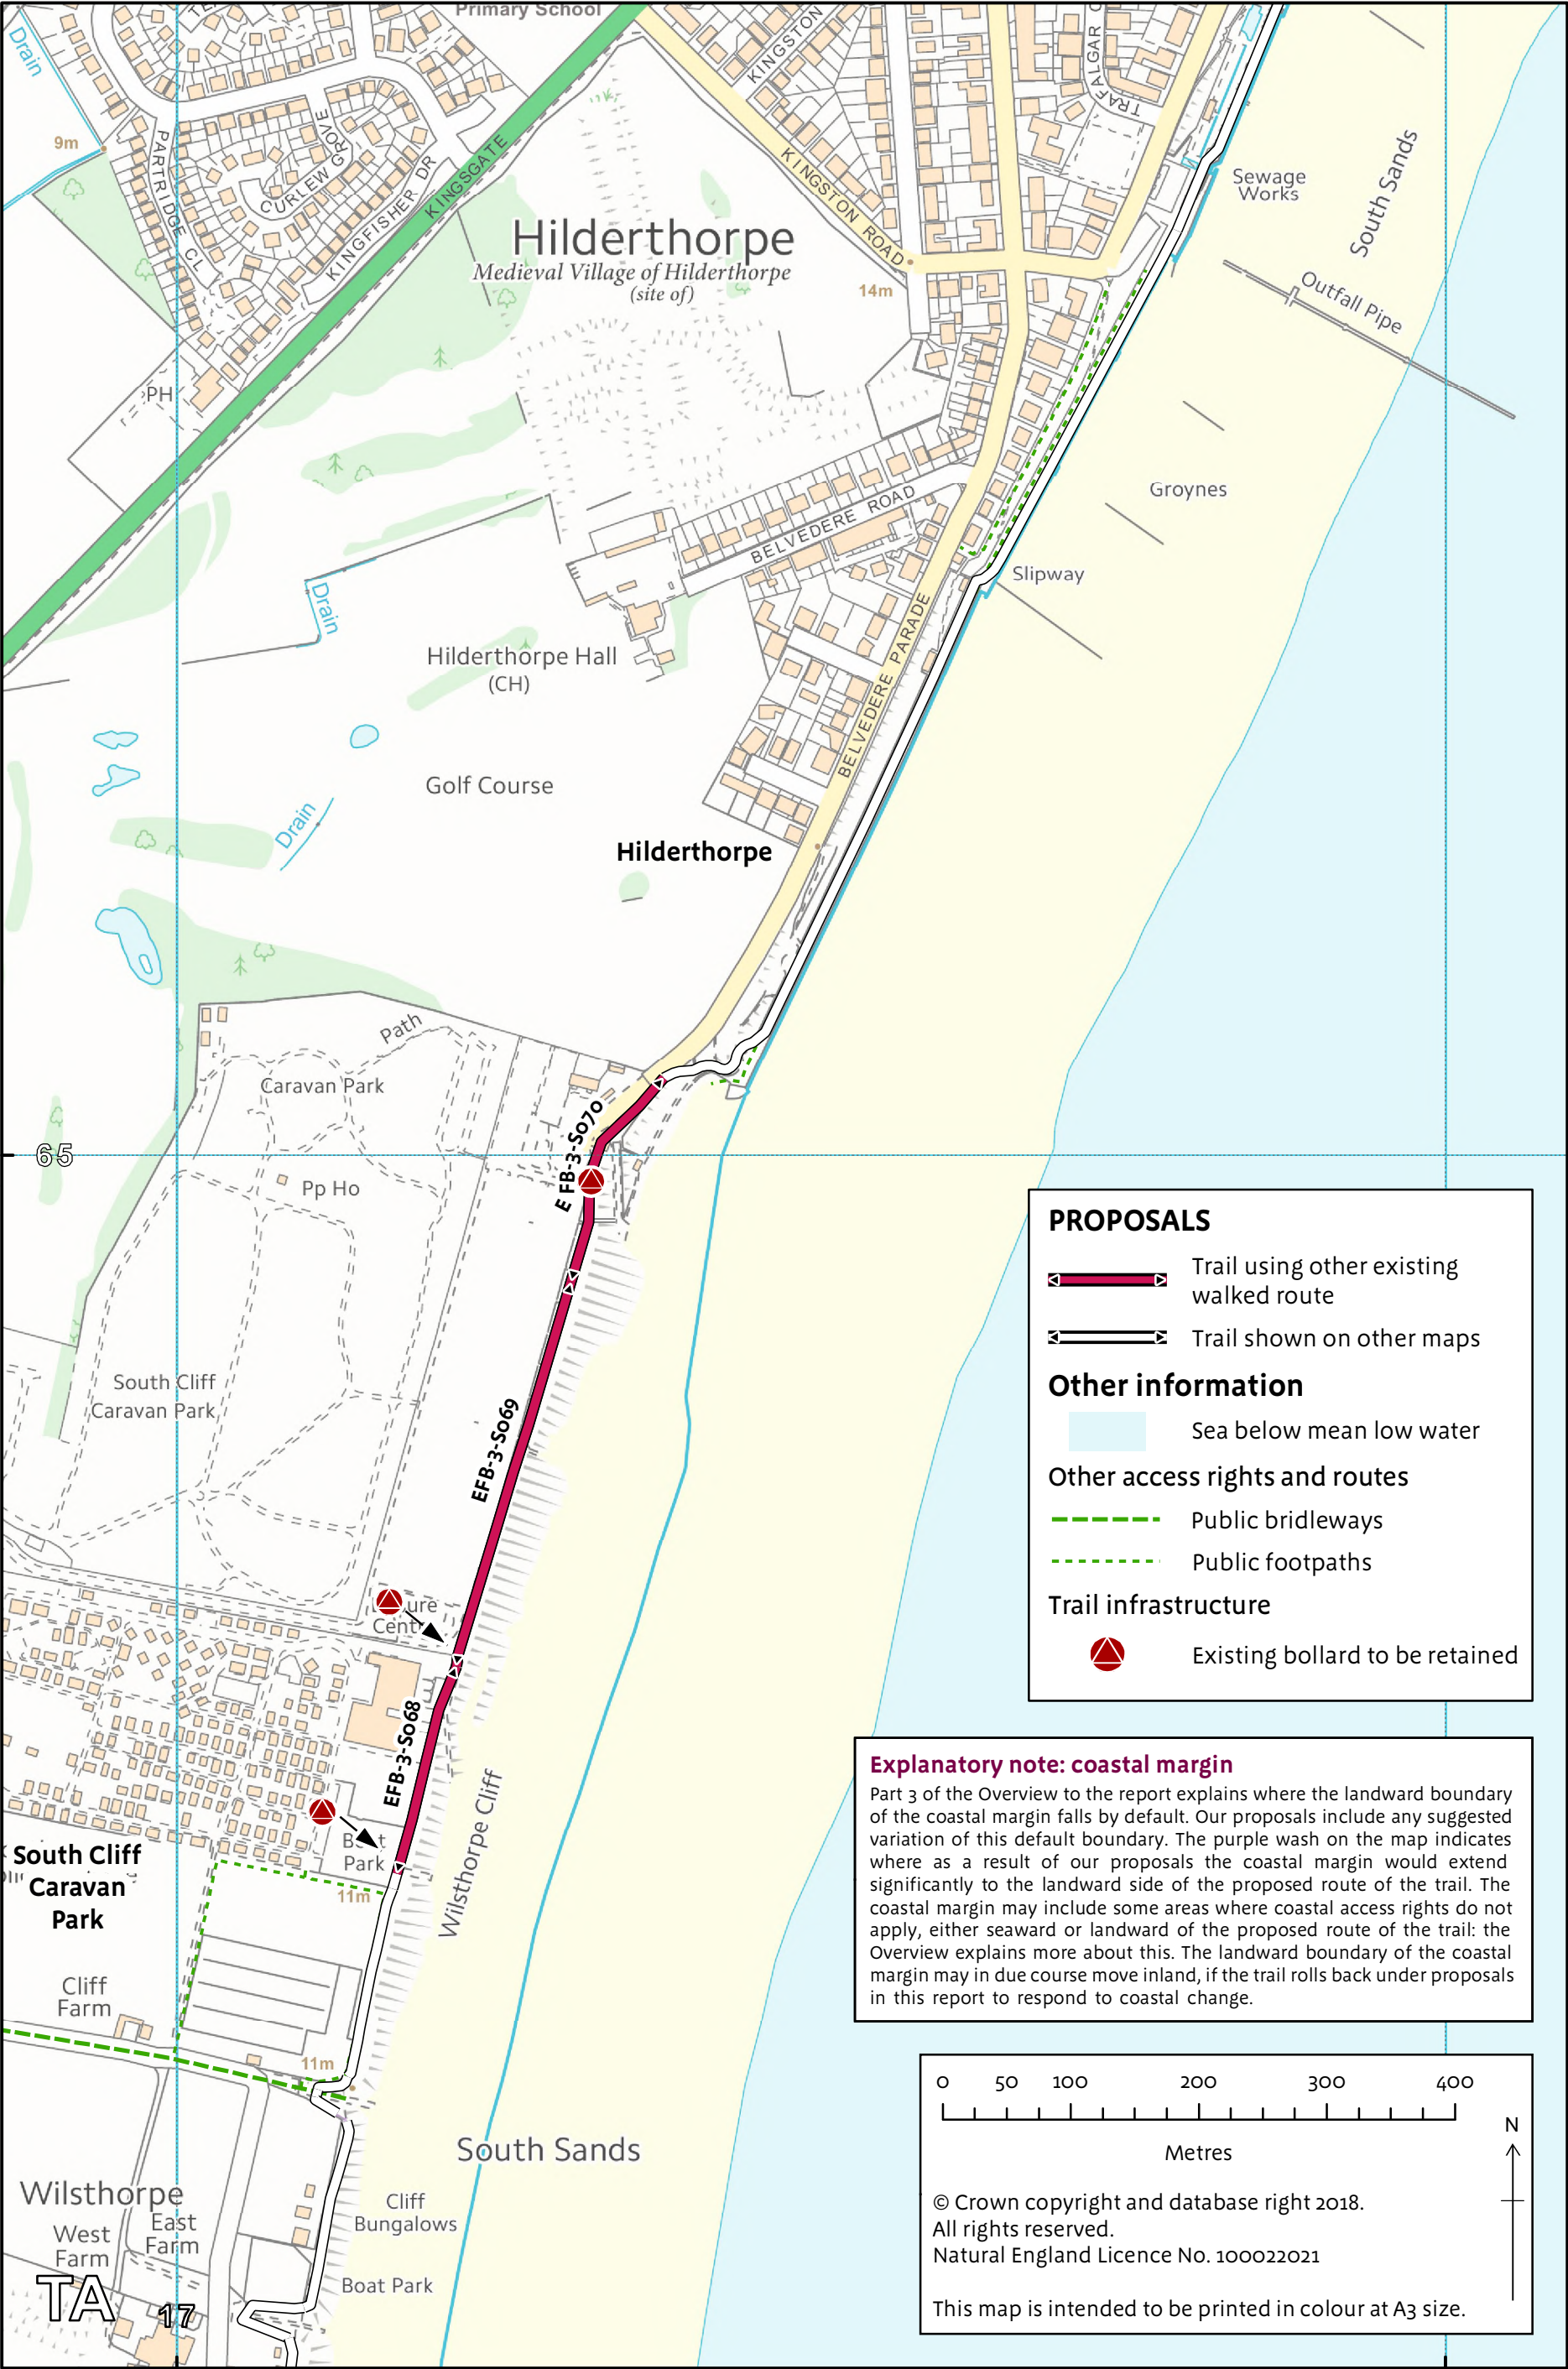 Primary School
Drain
KINGSTON
TRAFALGAR
9m
PARTRIDGE CL
CURLEW GROVE
KINGFISHER DR
KINGSGATE
KINGSTON ROAD
Sewage
Works
South Sands
Hilderthorpe
Medieval Village of Hilderthorpe
(site of)
14m
Outfall Pipe
PH
BELVEDERE ROAD
Groynes
Slipway
Drain
BELVEDERE PARADE
Hilderthorpe Hall
(CH)
Golf Course
Drain
Hilderthorpe
Path
Caravan Park
65
Pp Ho
E FB-3-S070
South Cliff
Caravan Park
EFB-3-S069
EFB-3-S068
Park
11m
Wilsthorpe Cliff
South Cliff
Caravan
Park
Cliff
Farm
11m
South Sands
Wilsthorpe
West
Farm
East
Farm
Cliff
Bungalows
Boat Park
TA
17
PROPOSALS
Trail using other existing
walked route
Trail shown on other maps
Other information
Sea below mean low water
Other access rights and routes
Public bridleways
Public footpaths
Trail infrastructure
Existing bollard to be retained
Explanatory note: coastal margin
Part 3 of the Overview to the report explains where the landward boundary
of the coastal margin falls by default. Our proposals include any suggested
variation of this default boundary. The purple wash on the map indicates
where as a result of our proposals the coastal margin would extend
significantly to the landward side of the proposed route of the trail. The
coastal margin may include some areas where coastal access rights do not
apply, either seaward or landward of the proposed route of the trail: the
Overview explains more about this. The landward boundary of the coastal
margin may in due course move inland, if the trail rolls back under proposals
in this report to respond to coastal change.
0 50 100 200 300 400
Metres
N
© Crown copyright and database right 2018.
All rights reserved.
Natural England Licence No. 100022021
This map is intended to be printed in colour at A3 size.